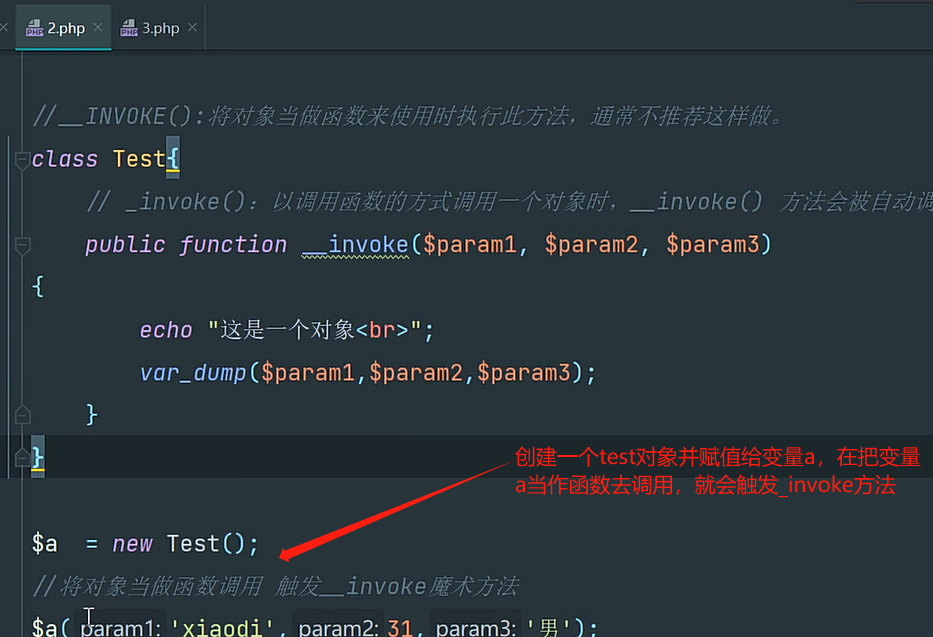 2.php
3.php
//__INVOKE():将对象当做函数来使用时执行此方法，通常不推荐这样做。
class Test{
// _invoke(): 以调用函数的方式调用一个对象时，__invoke() 方法会被自动调
public function __invoke($param1, $param2, $param3)
{
echo "这是一个对象<br>";
var_dump($param1,$param2,$param3);
}
}
创建一个test对象并赋值给变量a，在把变量
a当作函数去调用，就会触发_invoke方法
$a = new Test();
//将对象当做函数调用 触发__invoke魔术方法
$a( param1: 'xiaodi', param2: 31, param3: '男');